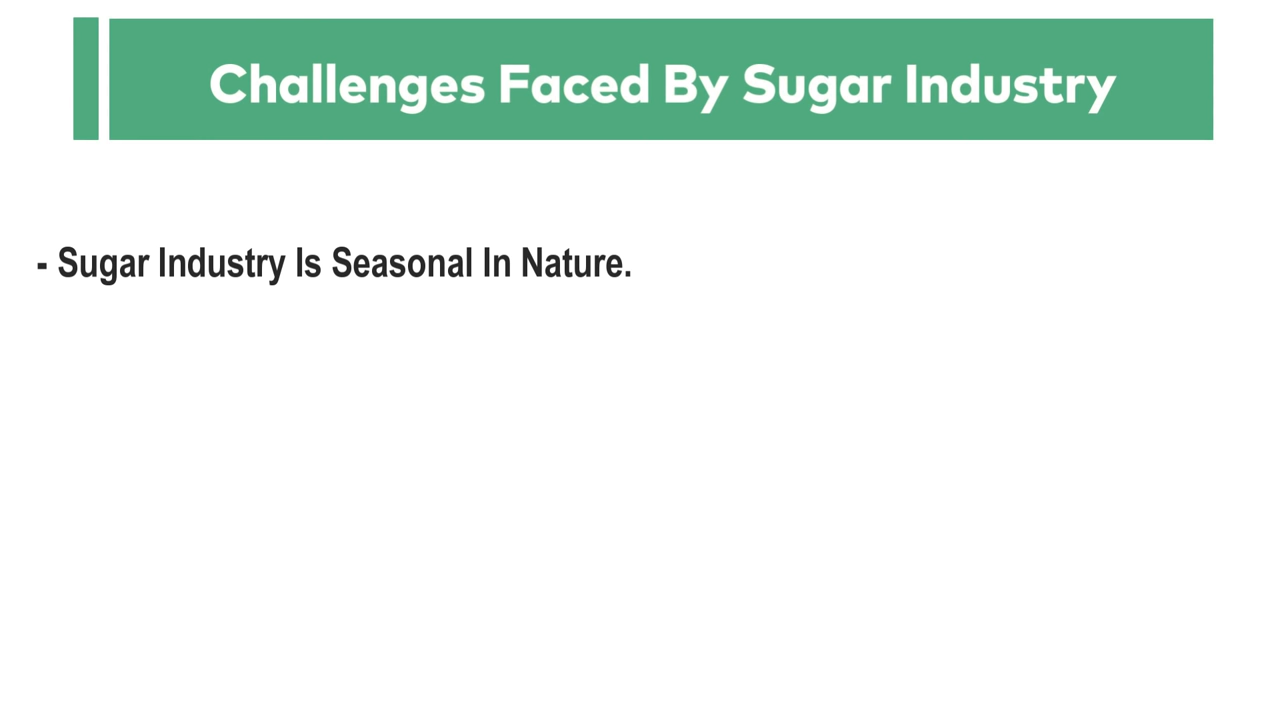 Challenges Faced By Sugar Industry
- Sugar Industry Is Seasonal In Nature.